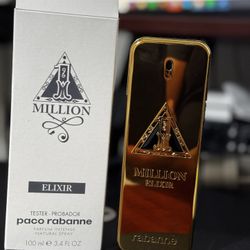 1
MILLION
ELIXIR
TESTER - PROBADOR
paco rabanne
PARFUM INTENSE
NATURAL SPRAY
100 ml ℮ 3.4 FL.OZ
1
MILLION
ELIXIR
rabanne